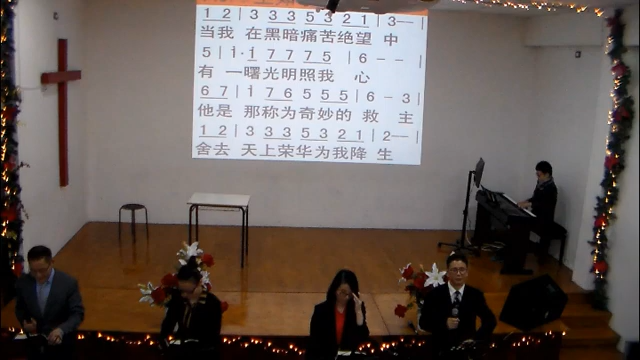 1 2 | 3 3 3 5 3 2 1 | 3 – – |
当我 在黑暗痛苦绝望 中
5 | 1· 1 7 7 7 5 | 6 – – |
有 一曙光明照我 心
6 7 | 1 7 6 5 5 5 | 6 – 3 |
他是 那称为奇妙的 救 主
1 2 | 3 3 3 5 3 2 1 | 2 – – |
舍去 天上荣华为我降 生